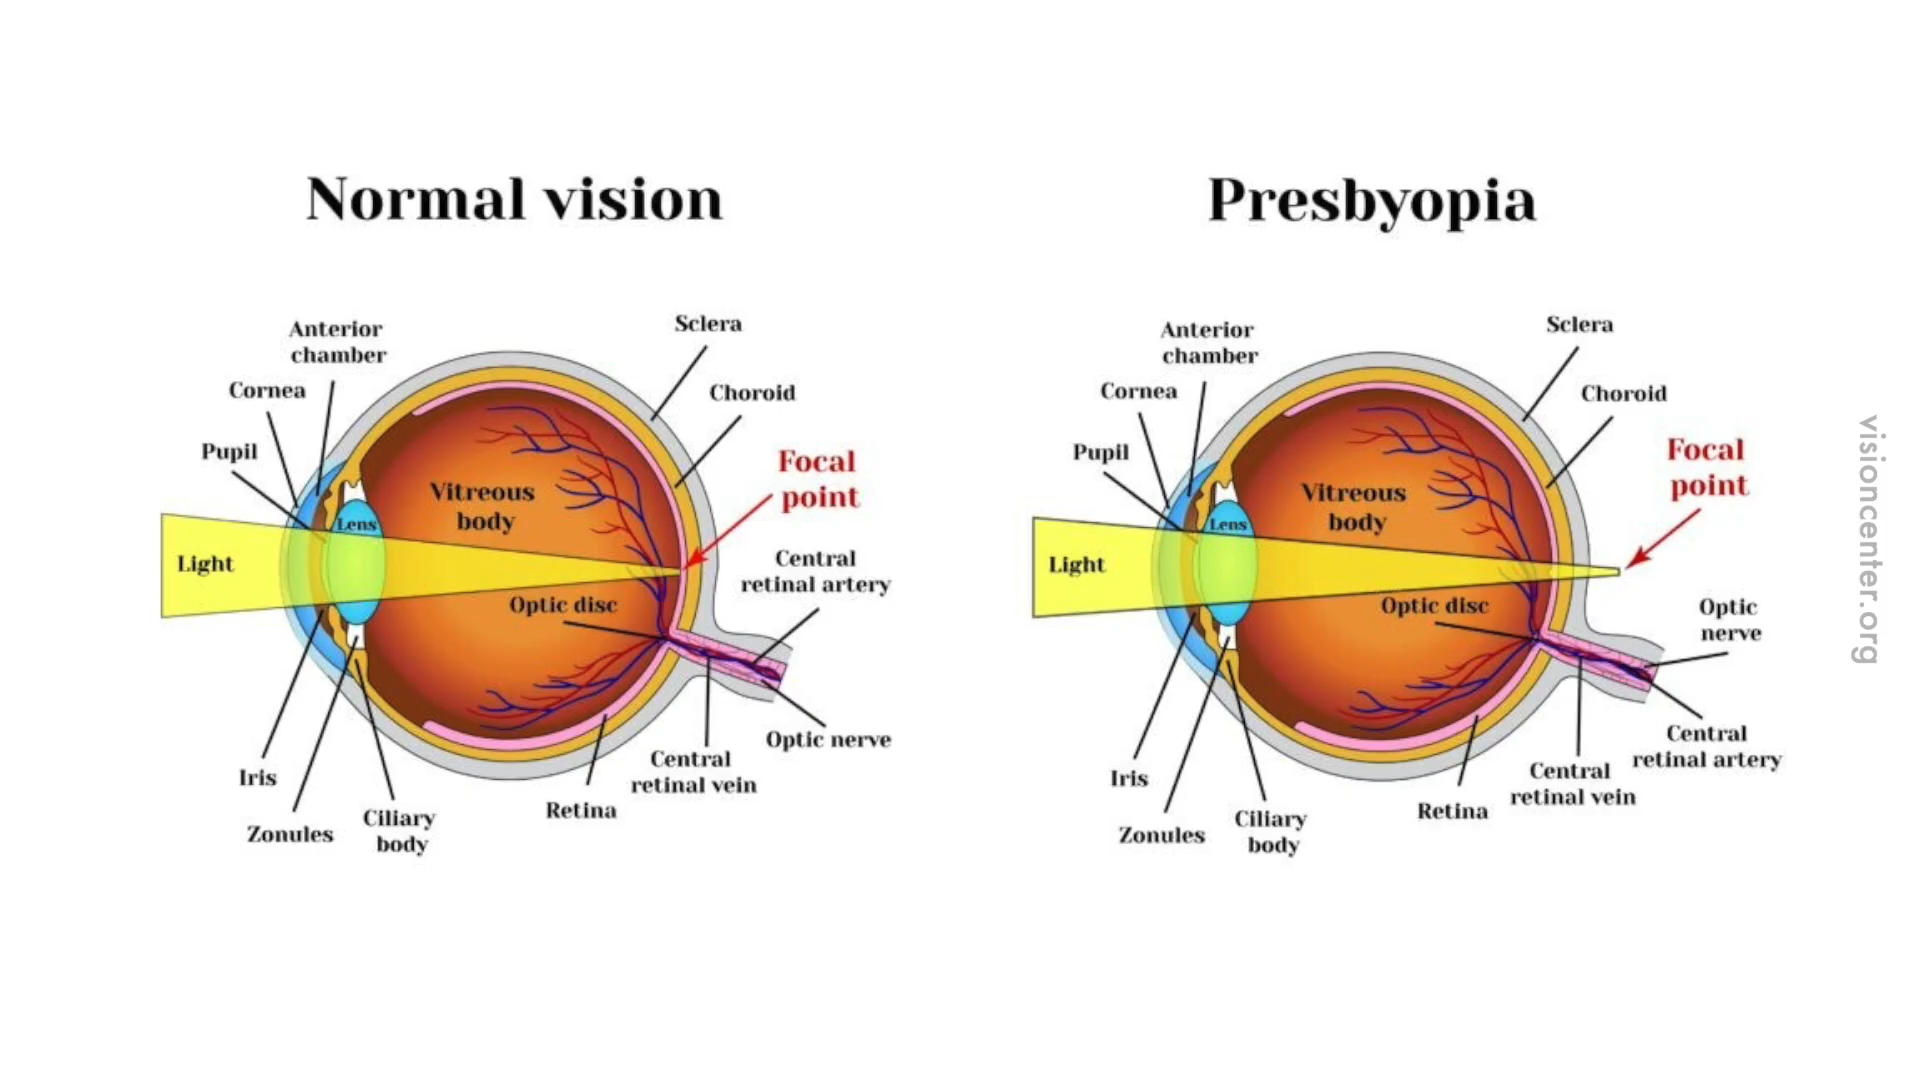 Normal vision
Anterior
chamber
Sclera
Cornea
Choroid
Pupil
Focal
point
Vitreous
body
Lens
Light
Central
retinal artery
Optic disc
Optic nerve
Central
retinal vein
Iris
Retina
Zonules
Ciliary
body
Presbyopia
Anterior
chamber
Sclera
Cornea
Choroid
Pupil
Focal
point
Vitreous
body
Lens
Light
Optic disc
Optic
nerve
Central
retinal artery
Central
retinal vein
Iris
Retina
Zonules
Ciliary
body
visioncenter.org